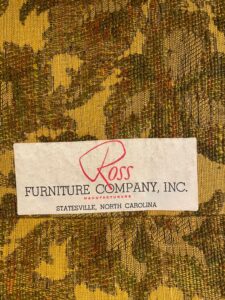 Ross
FURNITURE COMPANY, INC.
MANUFACTURERS
STATESVILLE, NORTH CAROLINA